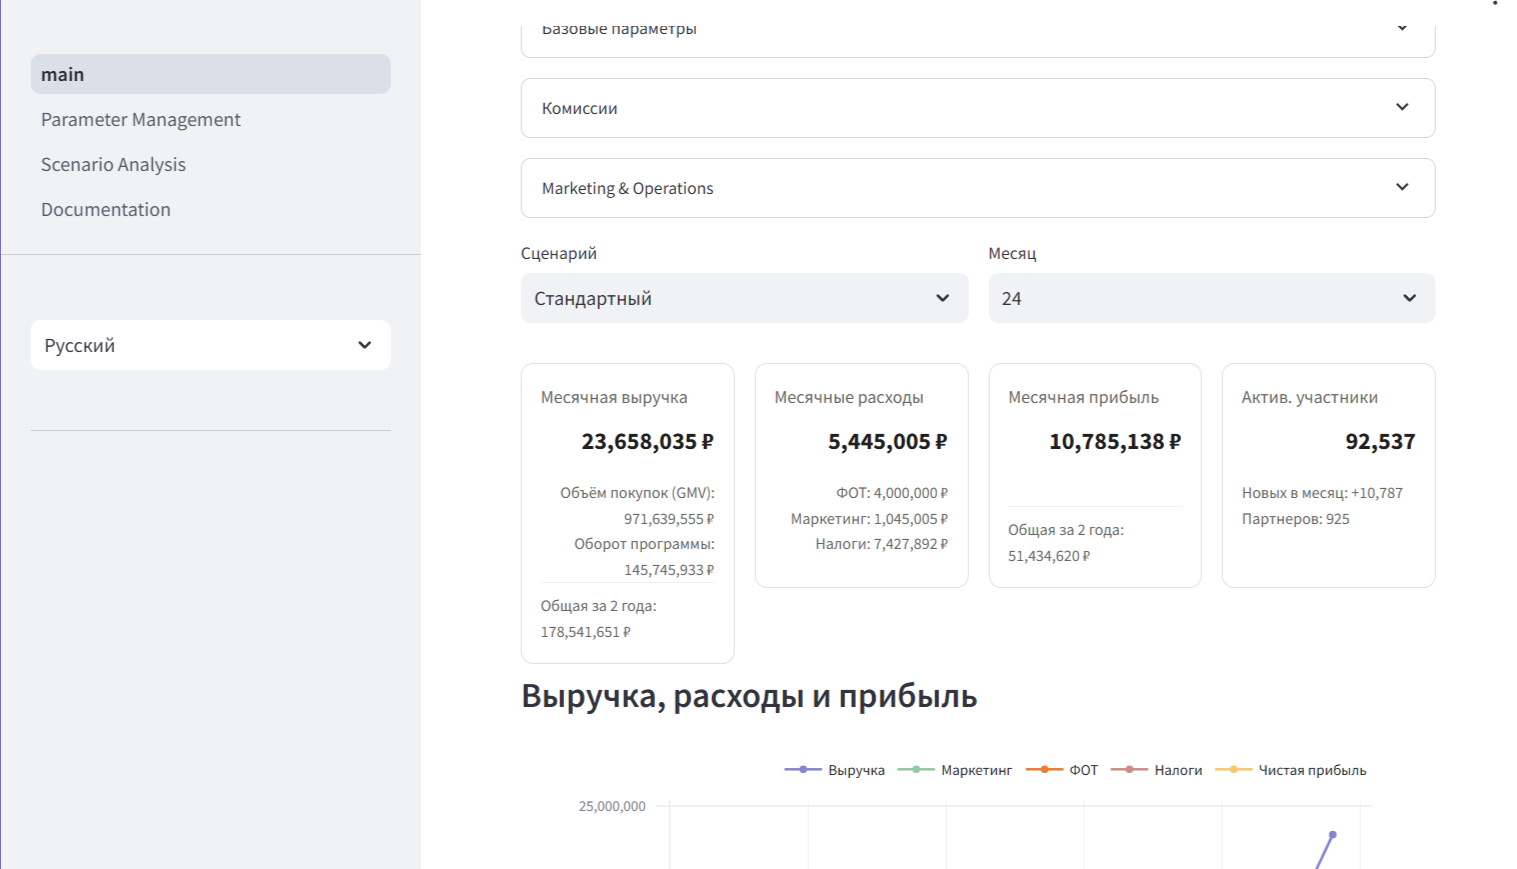 main
Parameter Management
Scenario Analysis
Documentation
Русский
Базовые параметры
Комиссии
Marketing & Operations
Сценарий
Месяц
Стандартный
24
Месячная выручка
23,658,035 ₽
Объём покупок (GMV):
971,639,555 ₽
Оборот программы:
145,745,933 ₽
Общая за 2 года:
178,541,651 ₽
Месячные расходы
5,445,005 ₽
ФОТ: 4,000,000 ₽
Маркетинг: 1,045,005 ₽
Налоги: 7,427,892 ₽
Месячная прибыль
10,785,138 ₽
Общая за 2 года:
51,434,620 ₽
Актив. участники
92,537
Новых в месяц: +10,787
Партнеров: 925
Выручка, расходы и прибыль
Выручка Маркетинг ФОТ Налоги Чистая прибыль
25,000,000